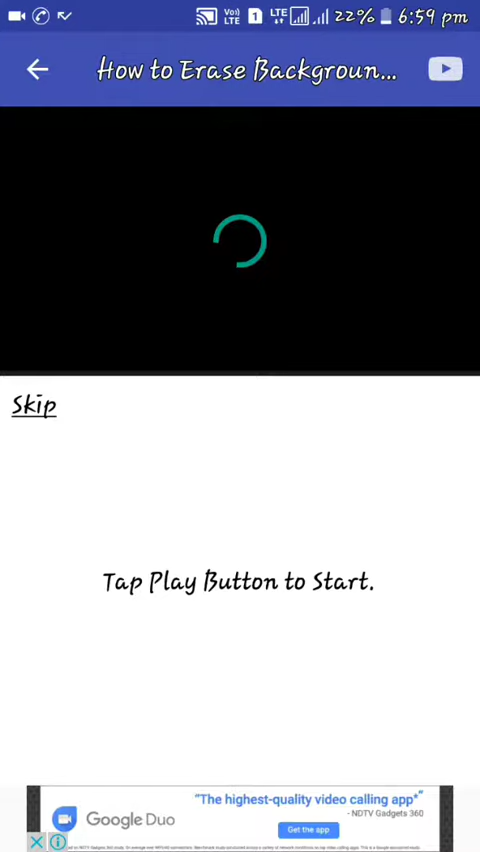 Vo) LTE 1 LTE 22% 6:59 pm
How to Erase Backgroun...
Skip
Tap Play Button to Start.
"The highest-quality video calling app*"
- NDTV Gadgets 360
Google Duo
Get the app